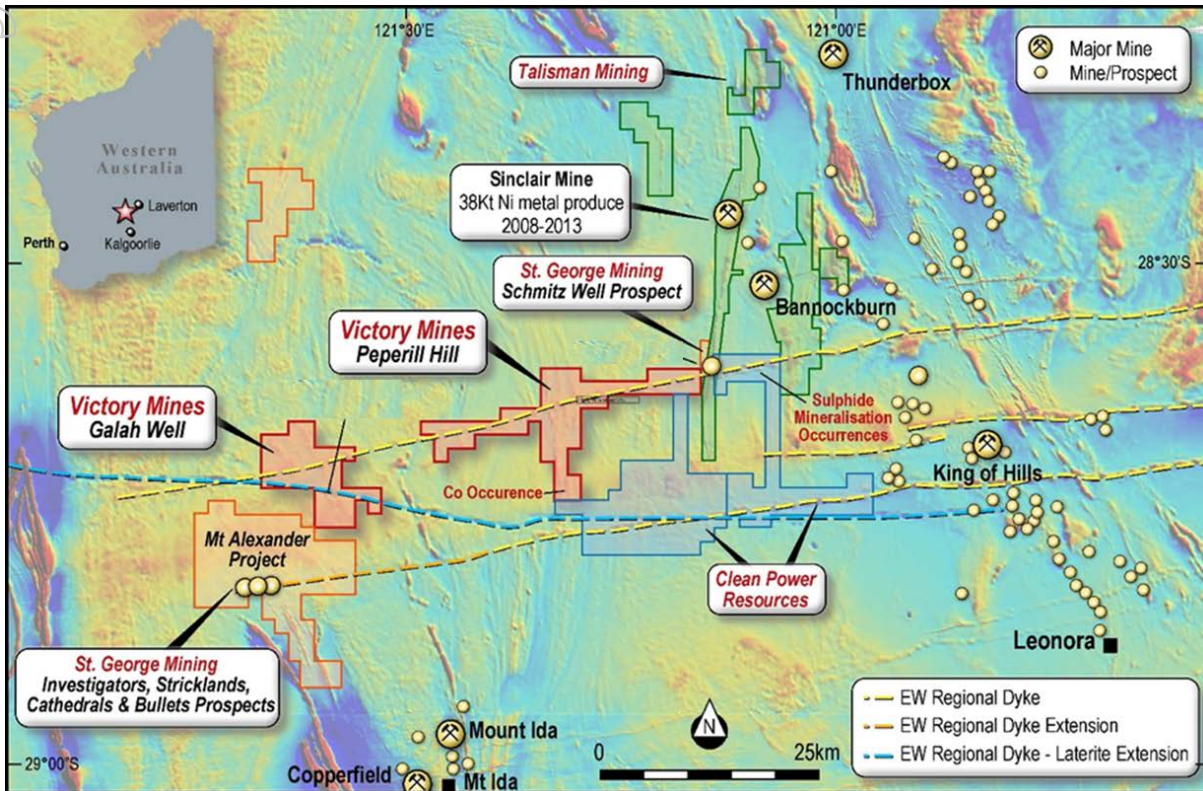 121°30'E
121°00'E
Major Mine
Mine/Prospect
Talisman Mining
Thunderbox
Western
Australia
Laverton
Perth
Kalgoorlie
Sinclair Mine
38Kt Ni metal produce
2008-2013
28°30'S
St. George Mining
Schmitz Well Prospect
Bannockburn
Victory Mines
Peperill Hill
Victory Mines
Galah Well
Sulphide
Mineralisation
Occurrences
King of Hills
Co Occurence
Mt Alexander
Project
Clean Power
Resources
Leonora
St. George Mining
Investigators, Stricklands,
Cathedrals & Bullets Prospects
EW Regional Dyke
EW Regional Dyke Extension
EW Regional Dyke - Laterite Extension
N
0 25km
Mount Ida
29°00'S
Copperfield
Mt Ida